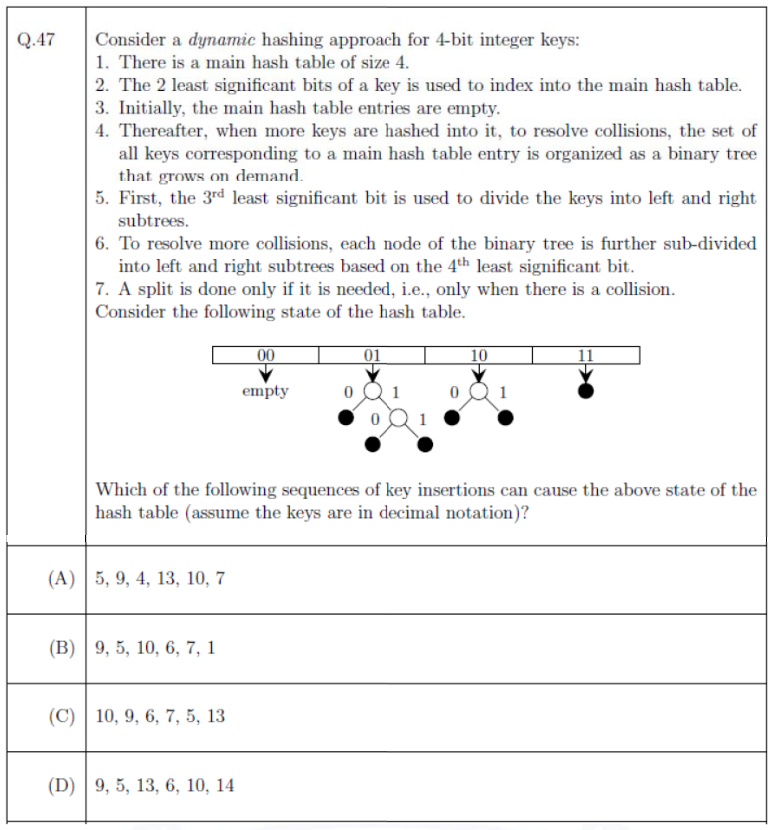 Q.47
Consider a dynamic hashing approach for 4-bit integer keys:
1. There is a main hash table of size 4.
2. The 2 least significant bits of a key is used to index into the main hash table.
3. Initially, the main hash table entries are empty.
4. Thereafter, when more keys are hashed into it, to resolve collisions, the set of
all keys corresponding to a main hash table entry is organized as a binary tree
that grows on demand.
5. First, the 3rd least significant bit is used to divide the keys into left and right
subtrees.
6. To resolve more collisions, each node of the binary tree is further sub-divided
into left and right subtrees based on the 4th least significant bit.
7. A split is done only if it is needed, i.e., only when there is a collision.
Consider the following state of the hash table.
00 01 10 11
empty 0 1 0 1
0 1
Which of the following sequences of key insertions can cause the above state of the
hash table (assume the keys are in decimal notation)?
(A) 5, 9, 4, 13, 10, 7
(B) 9, 5, 10, 6, 7, 1
(C) 10, 9, 6, 7, 5, 13
(D) 9, 5, 13, 6, 10, 14